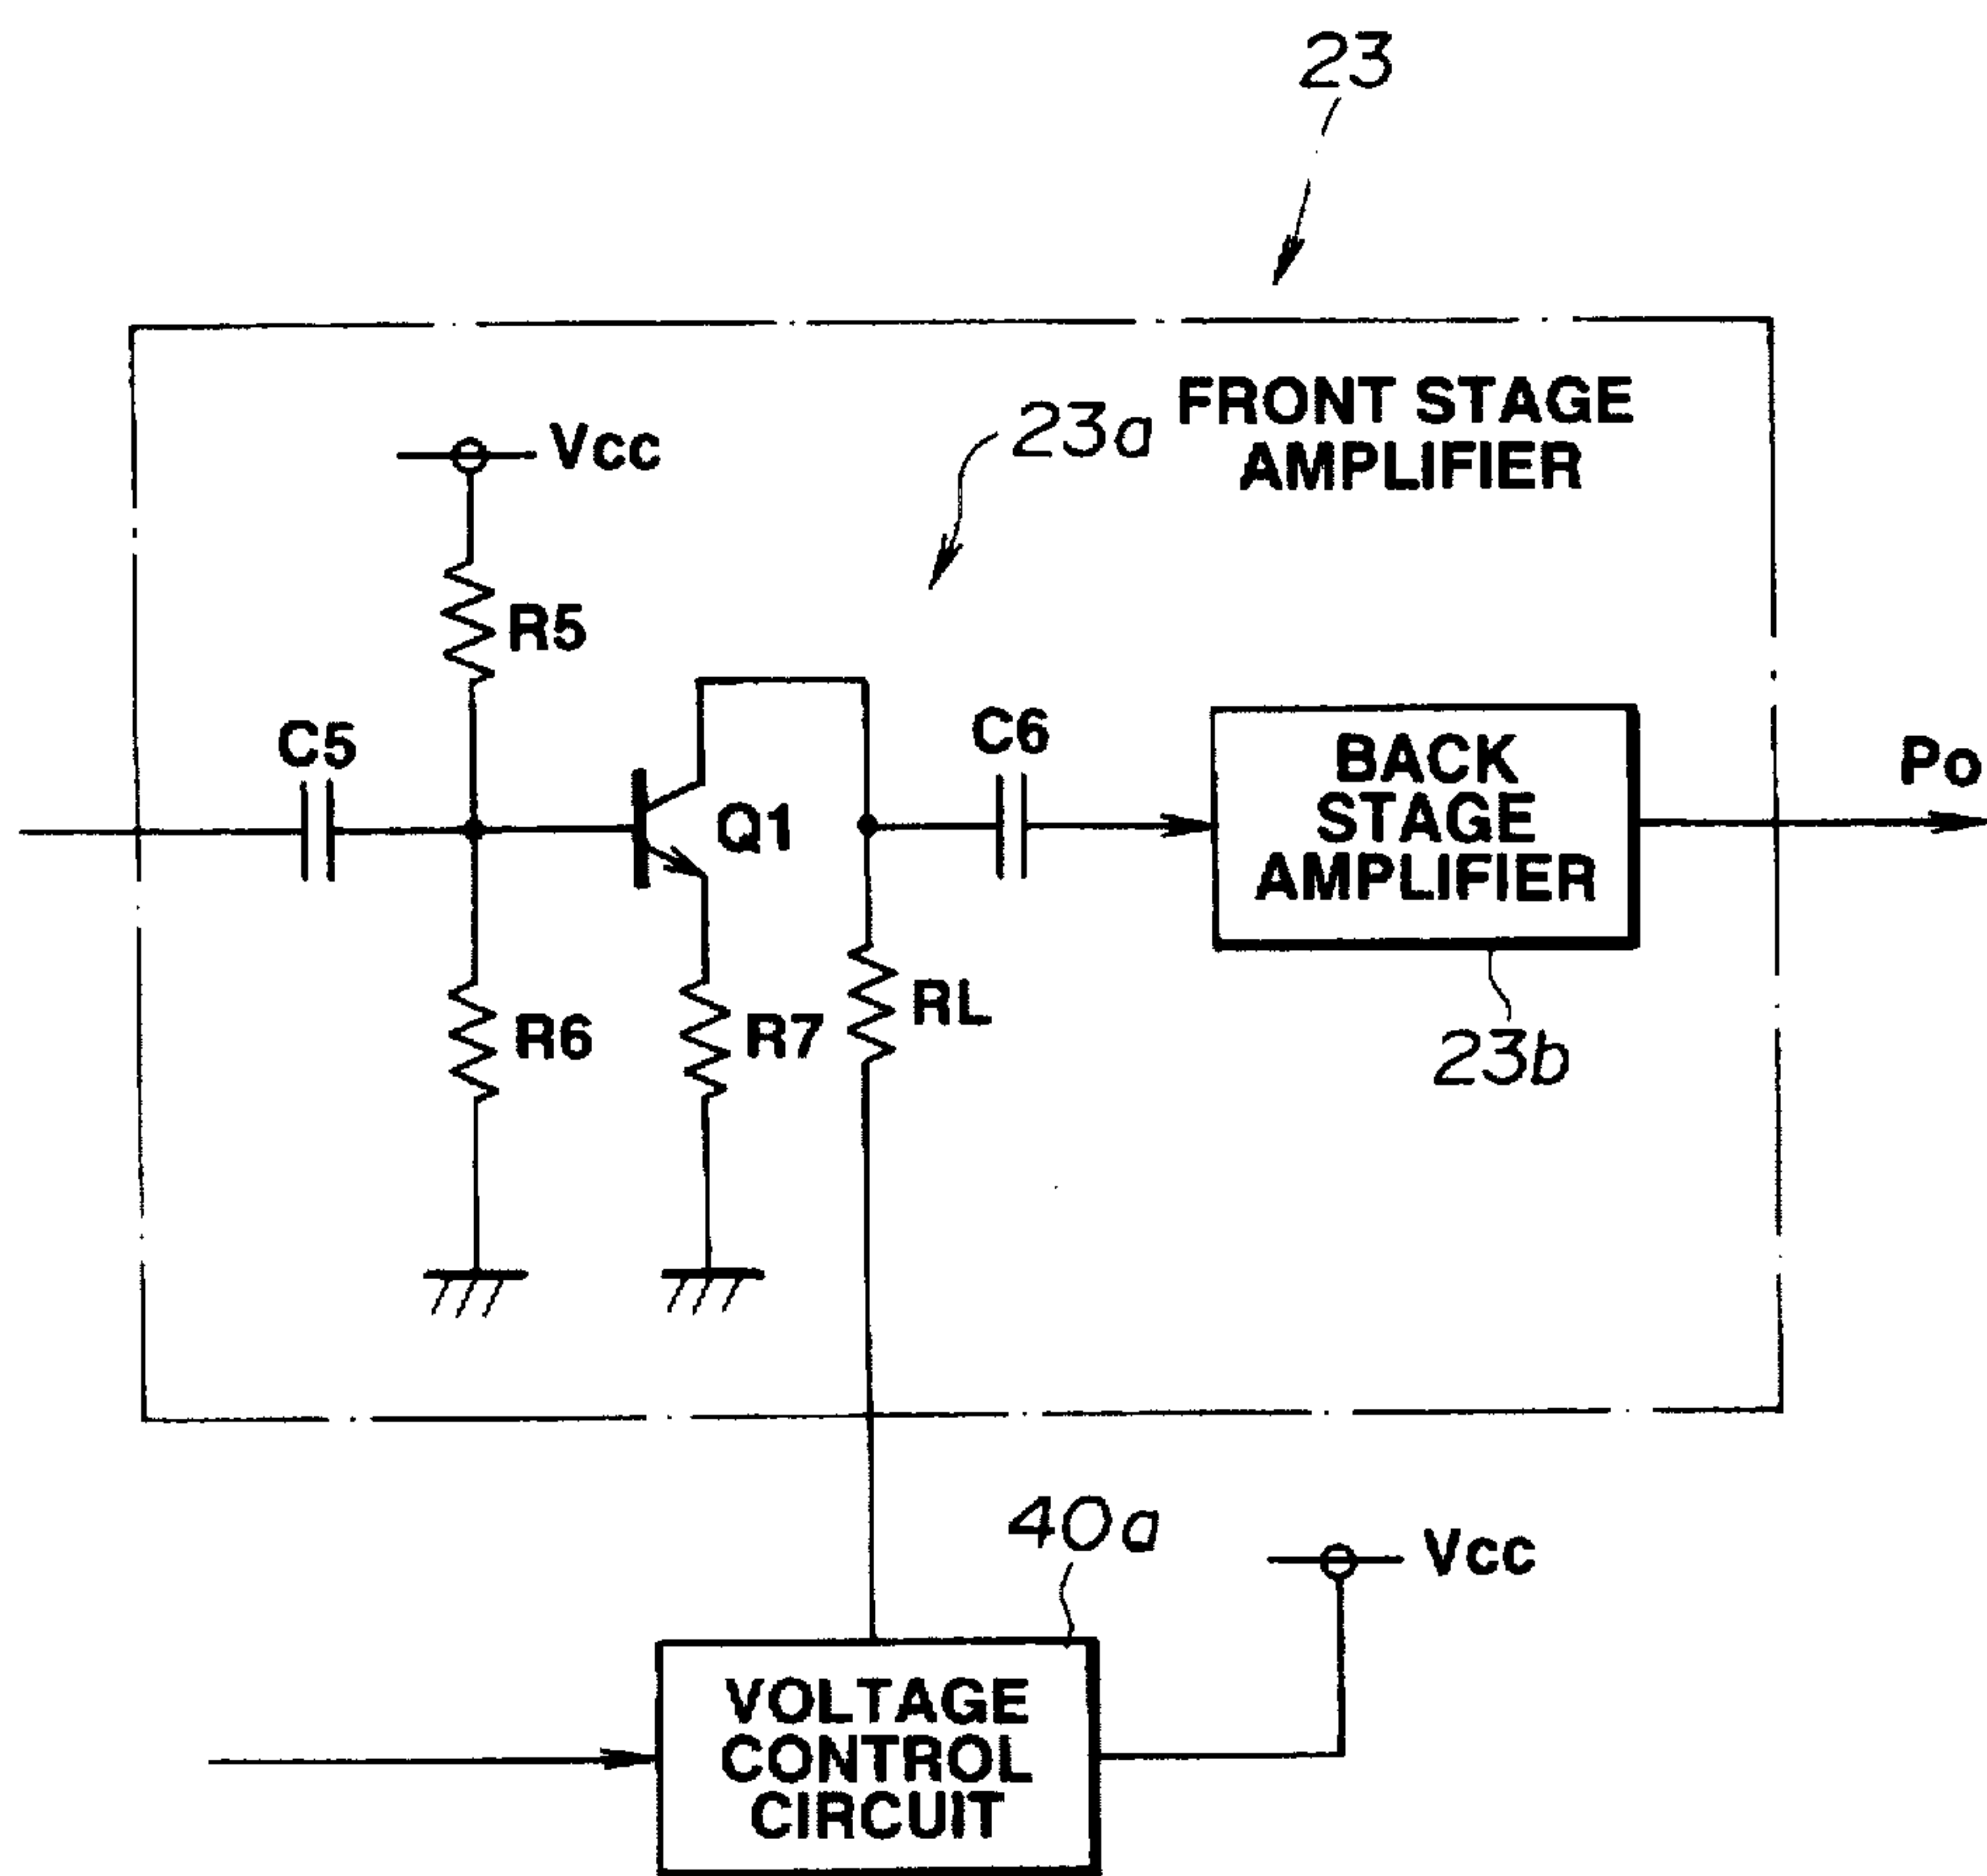 23
FRONT STAGE
AMPLIFIER
23a
Vcc
R5
C5
C6
Q1
BACK
STAGE
AMPLIFIER
Po
R6
R7
RL
23b
40a
Vcc
VOLTAGE
CONTROL
CIRCUIT